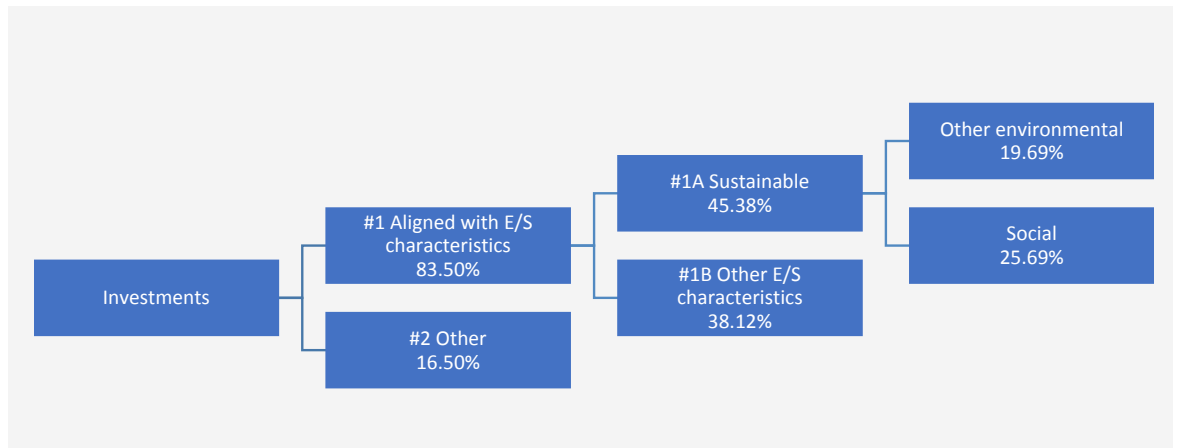 Investments
#1 Aligned with E/S
characteristics
83.50%
#2 Other
16.50%
#1A Sustainable
45.38%
#1B Other E/S
characteristics
38.12%
Other environmental
19.69%
Social
25.69%